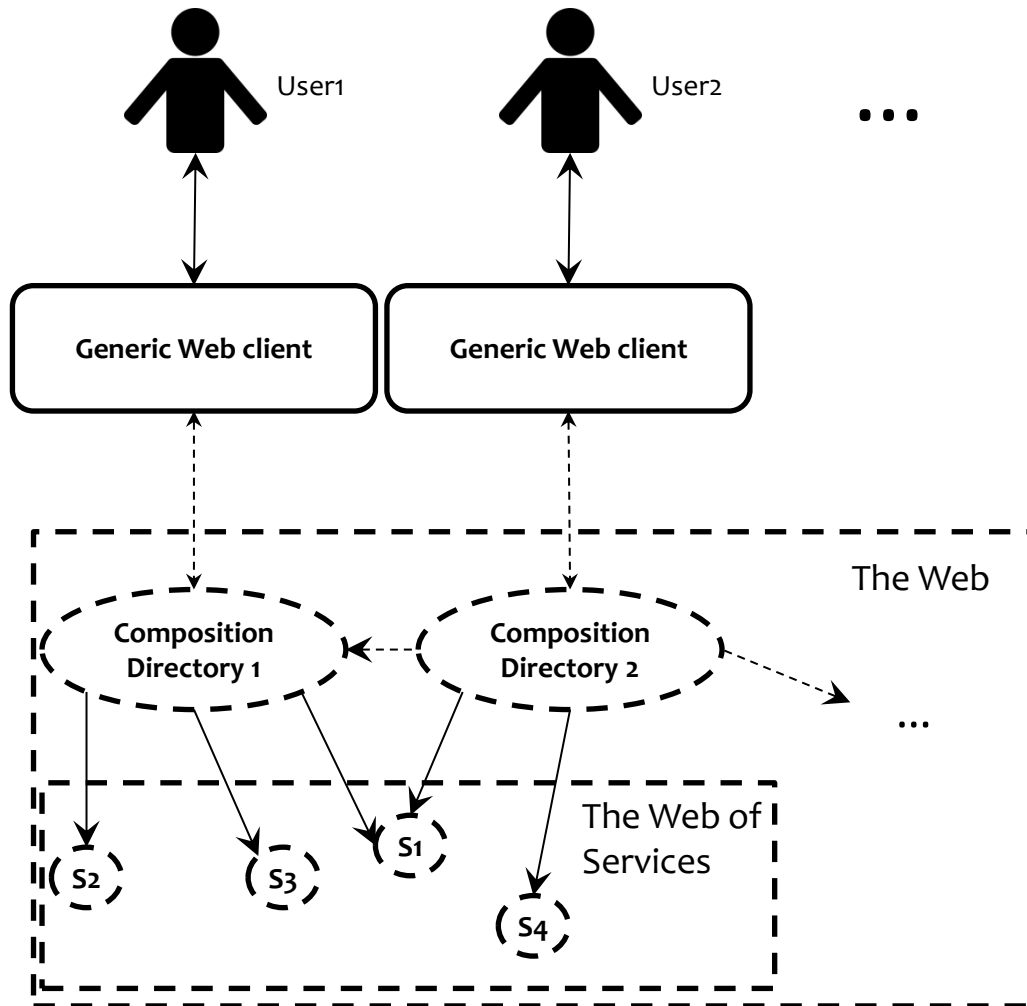 User1
User2
...
Generic Web client
Generic Web client
The Web
Composition
Directory 1
Composition
Directory 2
...
The Web of
Services
S1
S2
S3
S4